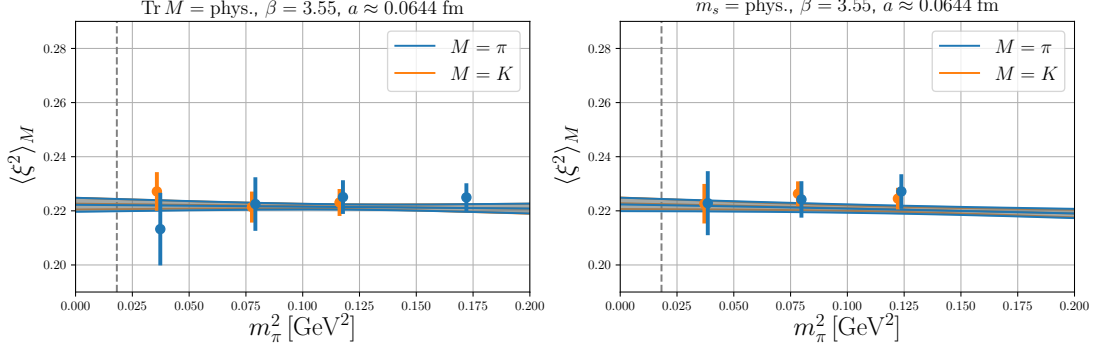 Tr M = phys., β = 3.55, a ≈ 0.0644 fm
0.28
0.26
0.24
0.22
0.20
⟨ξ²⟩_M
M = π
M = K
0.000 0.025 0.050 0.075 0.100 0.125 0.150 0.175 0.200
m_π² [GeV²]
m_s = phys., β = 3.55, a ≈ 0.0644 fm
0.28
0.26
0.24
0.22
0.20
⟨ξ²⟩_M
M = π
M = K
0.000 0.025 0.050 0.075 0.100 0.125 0.150 0.175 0.200
m_π² [GeV²]